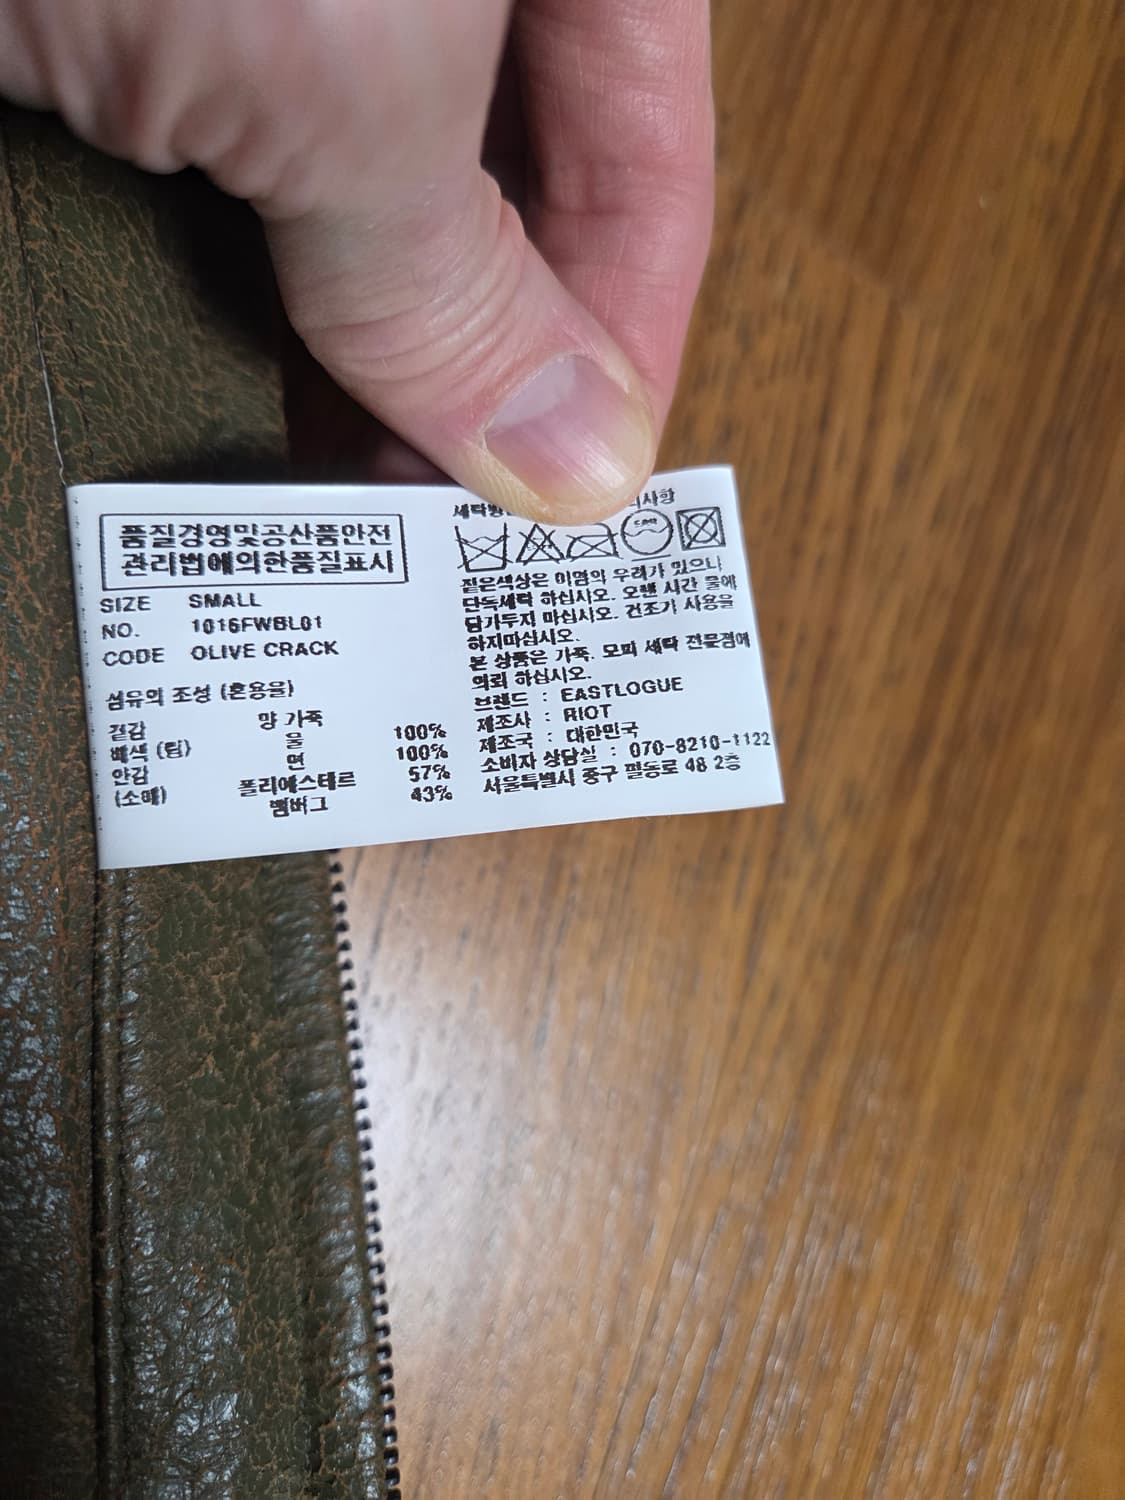 품질경영및공산품안전
관리법에의한품질표시
SIZE SMALL
NO. 1016FWBL01
CODE OLIVE CRACK
섬유의 조성 (혼용율)
겉감 양 가죽 100%
배색 (림) 울 100%
안감 면 57%
(소매) 폴리에스테르 43%
뱀버그
세탁방 사항
짙은색상은 이염의 우려가 있으니
단독세탁 하십시오. 오랜 시간 물에
담가두지 마십시오. 건조기 사용을
하지마십시오.
본 상품은 가죽. 모피 세탁 전문점에
의뢰 하십시오.
브랜드 : EASTLOGUE
제조사 : RIOT
제조국 : 대한민국
소비자 상담실 : 070-8210-1122
서울특별시 중구 필동로 48 2층